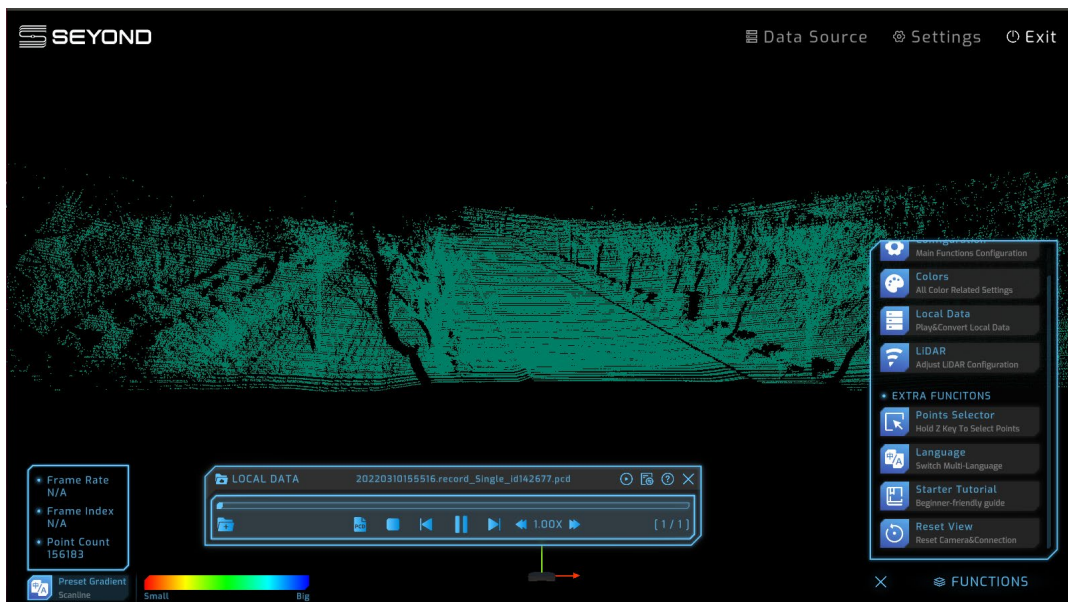 SEYOND
Data Source
Settings
Exit
Configuration
Main Functions Configuration
Colors
All Color Related Settings
Local Data
Play&Convert Local Data
LiDAR
Adjust LiDAR Configuration
EXTRA FUNCITONS
Points Selector
Hold Z Key To Select Points
Language
Switch Multi-Language
Starter Tutorial
Beginner-friendly guide
Reset View
Reset Camera&Connection
FUNCTIONS
Frame Rate
N/A
Frame Index
N/A
Point Count
156183
LOCAL DATA
20220310155516.record_Single_id142677.pcd
PCD
1.00X
[1/1]
Preset Gradient
Scanline
Small
Big